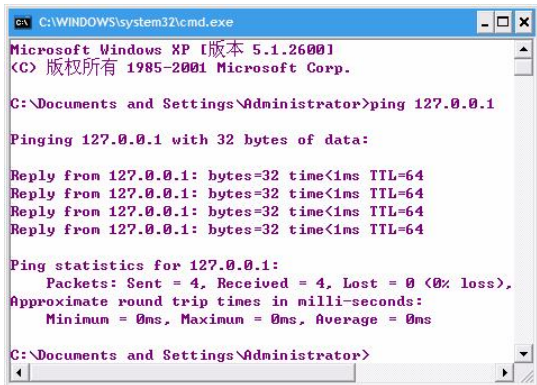 C:\WINDOWS\system32\cmd.exe
Microsoft Windows XP [版本 5.1.2600]
(C) 版权所有 1985-2001 Microsoft Corp.
C:\Documents and Settings\Administrator>ping 127.0.0.1
Pinging 127.0.0.1 with 32 bytes of data:
Reply from 127.0.0.1: bytes=32 time<1ms TTL=64
Reply from 127.0.0.1: bytes=32 time<1ms TTL=64
Reply from 127.0.0.1: bytes=32 time<1ms TTL=64
Reply from 127.0.0.1: bytes=32 time<1ms TTL=64
Ping statistics for 127.0.0.1:
Packets: Sent = 4, Received = 4, Lost = 0 (0% loss),
Approximate round trip times in milli-seconds:
Minimum = 0ms, Maximum = 0ms, Average = 0ms
C:\Documents and Settings\Administrator>